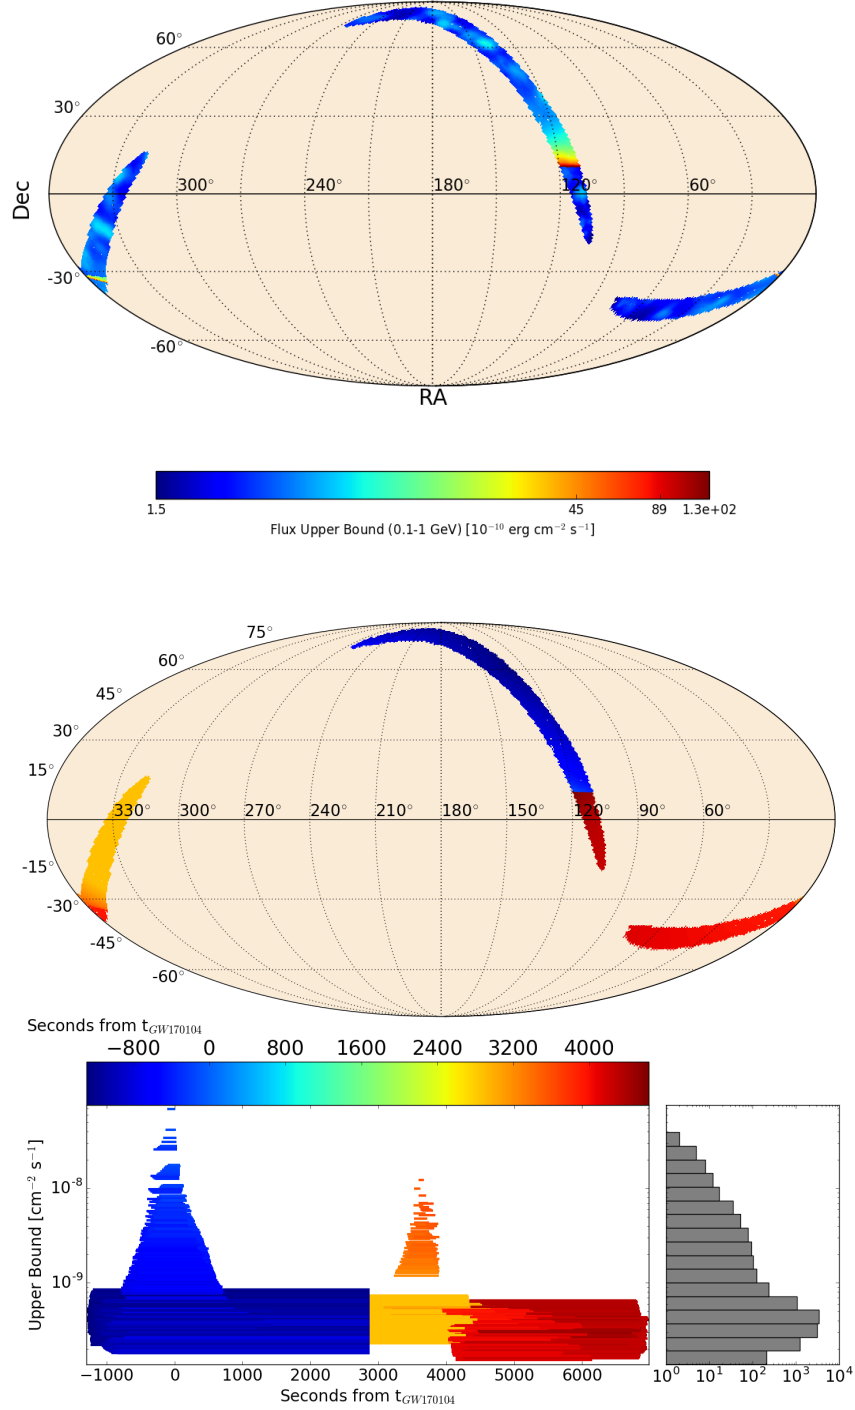 60°
30°
Dec
300° 240° 180° 120° 60°
-30°
-60°
RA
1.5 45 89 1.3e+02
Flux Upper Bound (0.1-1 GeV) [10⁻¹⁰ erg cm⁻² s⁻¹]
75°
60°
45°
30°
15°
330° 300° 270° 240° 210° 180° 150° 120° 90° 60°
-15°
-30°
-45°
-60°
Seconds from t_GW170104
−800 0 800 1600 2400 3200 4000
Upper Bound [cm⁻² s⁻¹]
10⁻⁸
10⁻⁹
−1000 0 1000 2000 3000 4000 5000 6000
Seconds from t_GW170104
10⁰ 10¹ 10² 10³ 10⁴